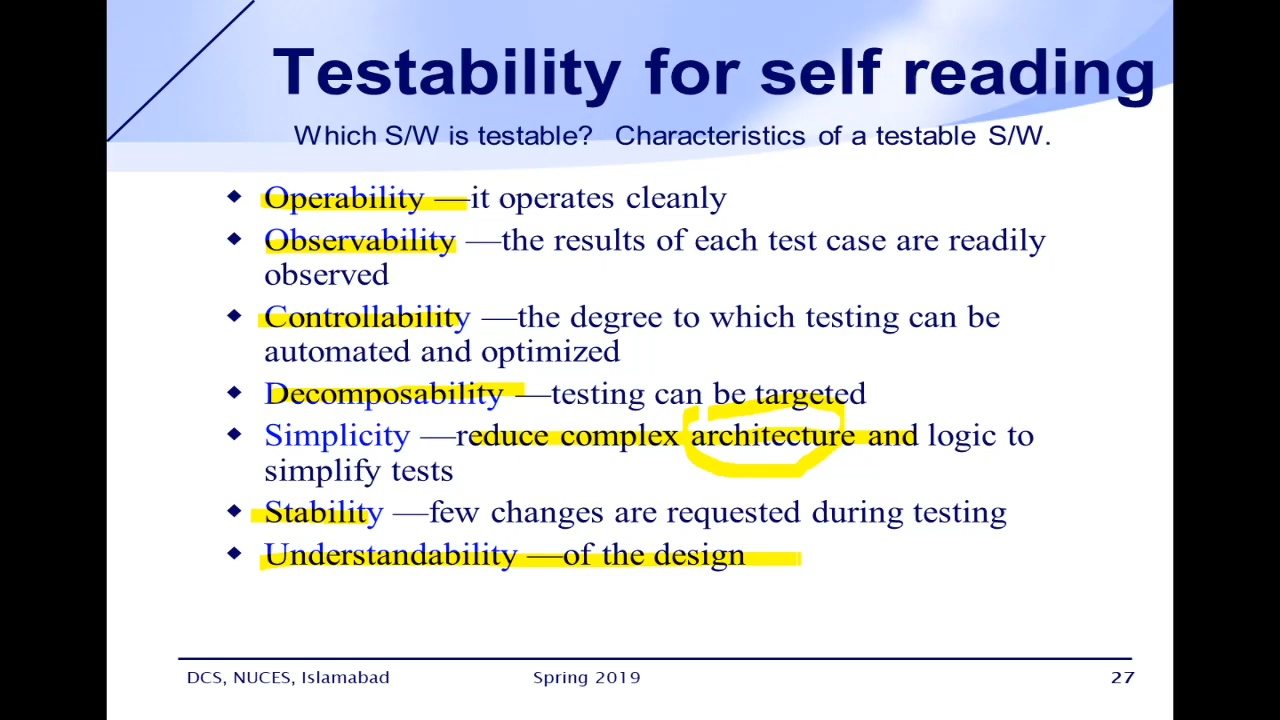 Testability for self reading
Which S/W is testable? Characteristics of a testable S/W.
◆ Operability —it operates cleanly
◆ Observability —the results of each test case are readily
observed
◆ Controllability —the degree to which testing can be
automated and optimized
◆ Decomposability —testing can be targeted
◆ Simplicity —reduce complex architecture and logic to
simplify tests
◆ Stability —few changes are requested during testing
◆ Understandability —of the design
DCS, NUCES, Islamabad Spring 2019 27